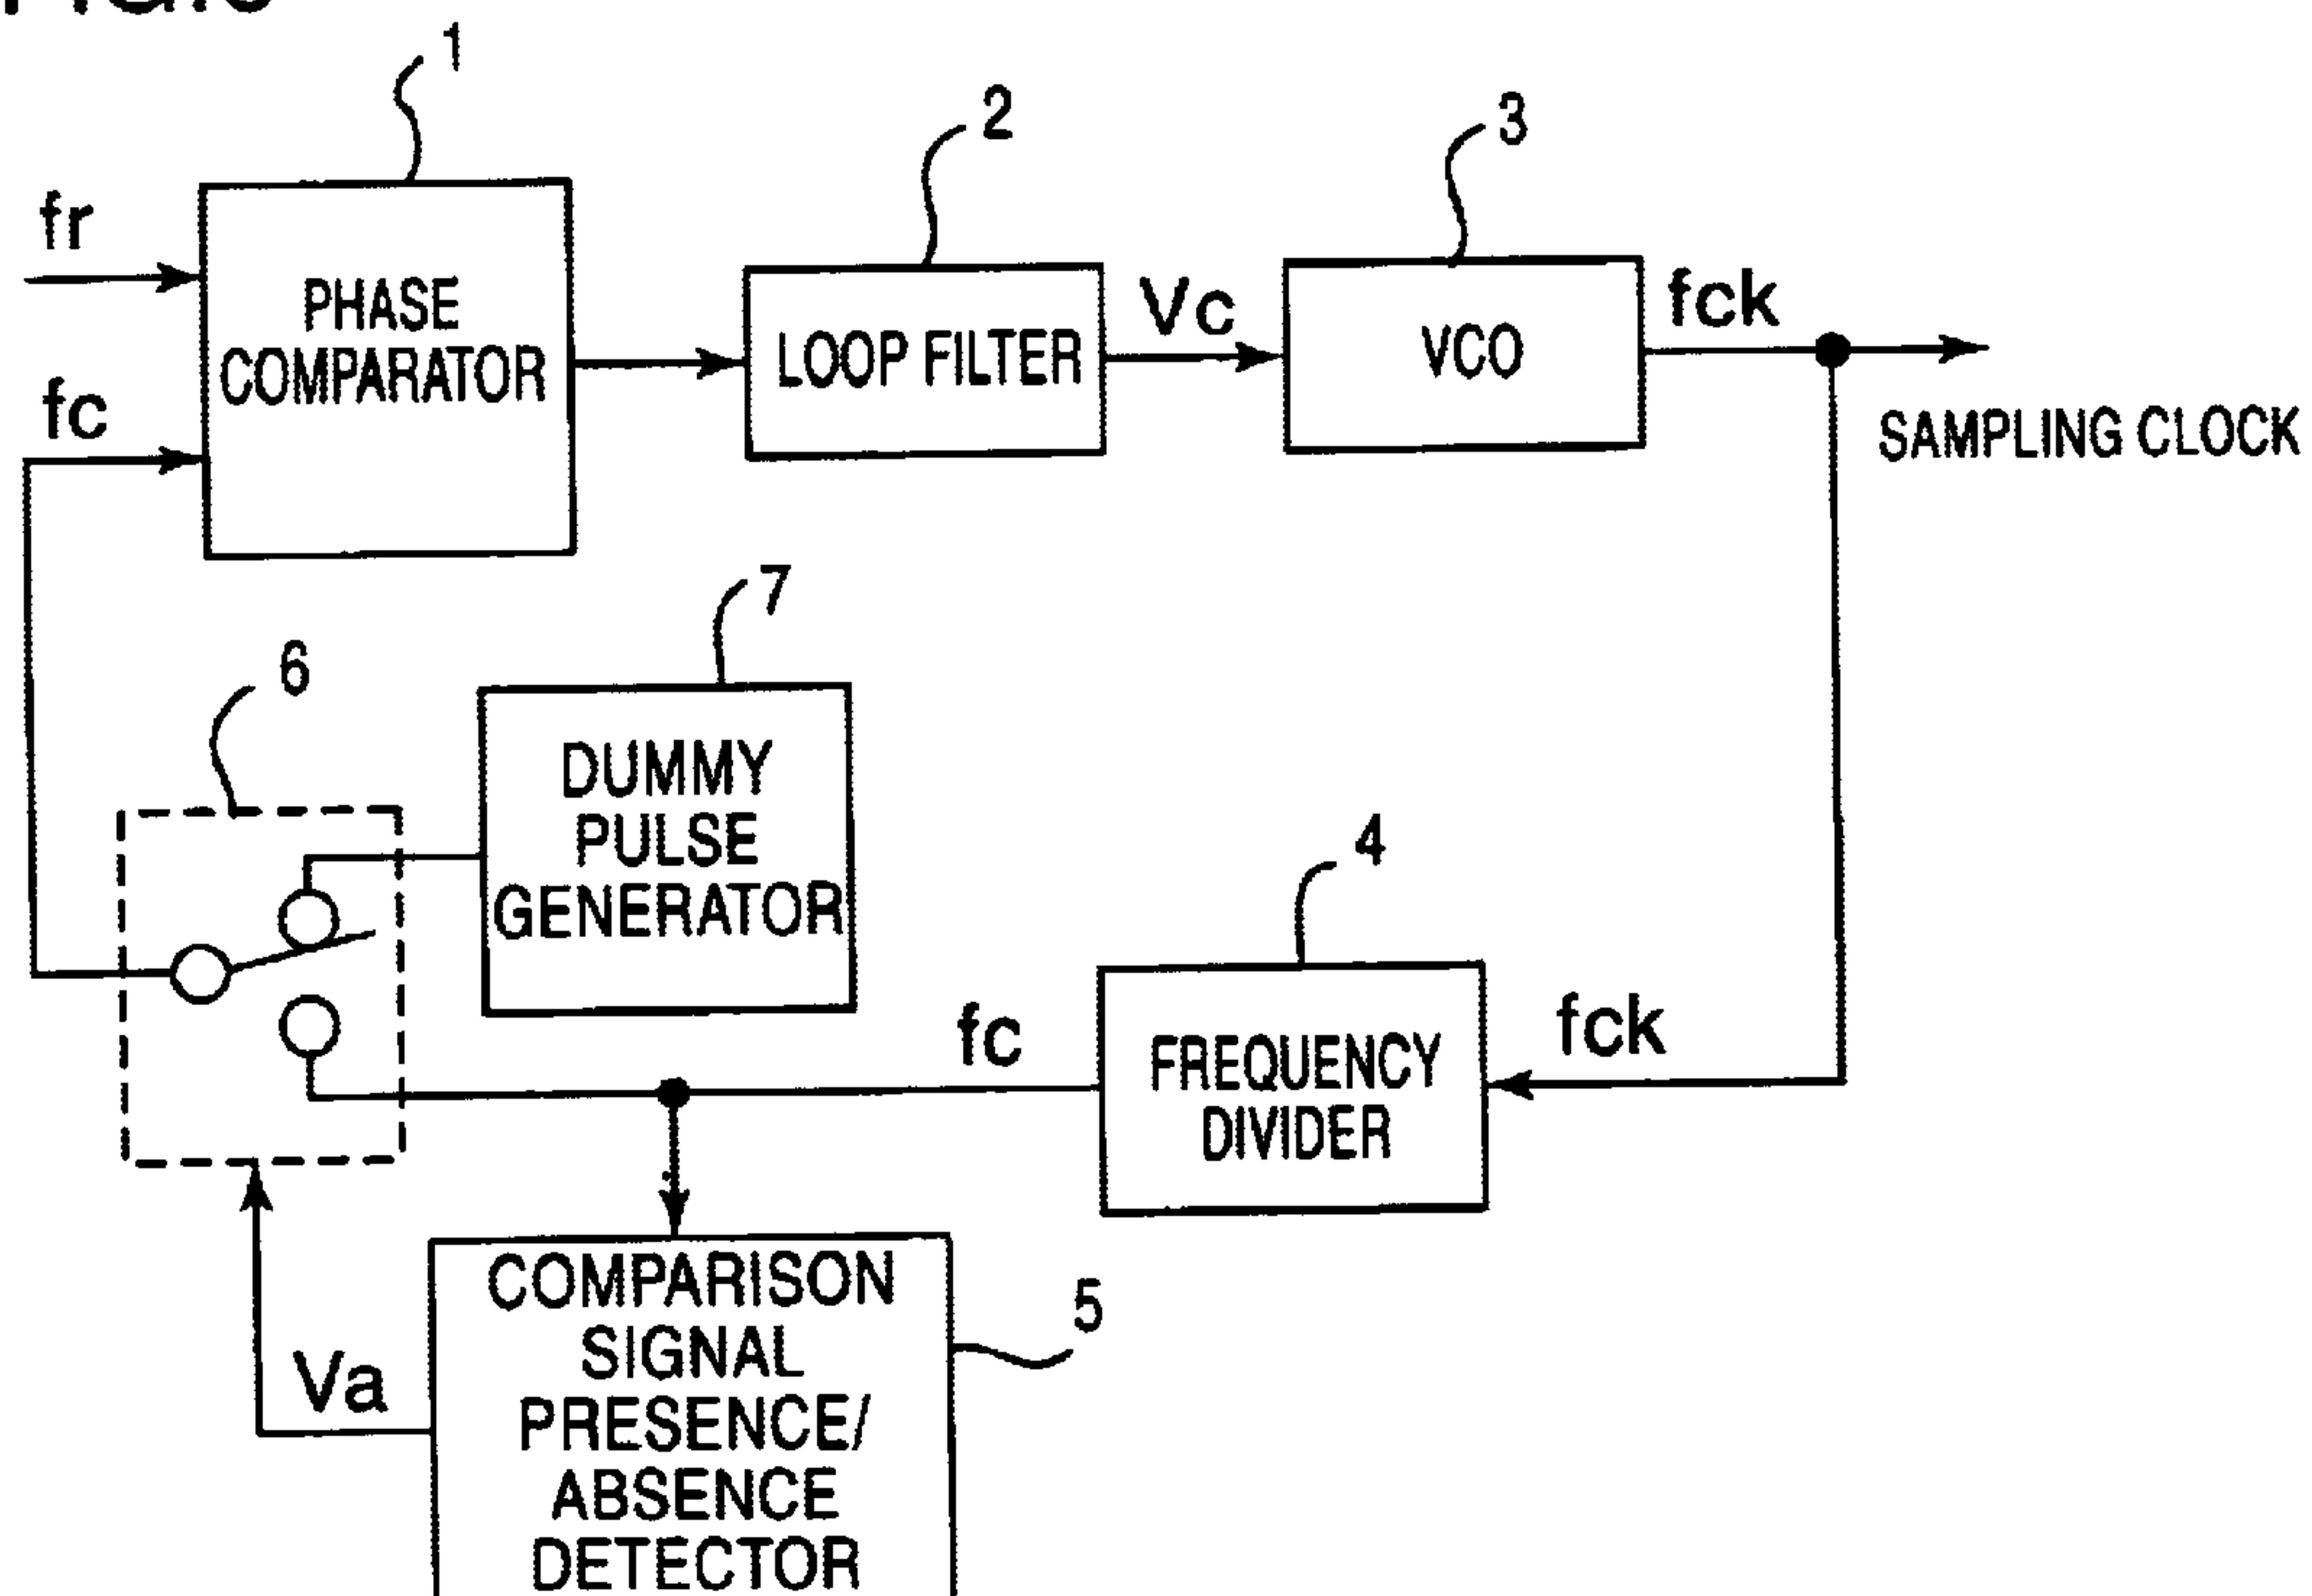 1
2
3
fr
PHASE
COMPARATOR
LOOP FILTER
Vc
VCO
fck
fc
SAMPLING CLOCK
7
6
DUMMY
PULSE
GENERATOR
4
fc
FREQUENCY
DIVIDER
fck
COMPARISON
SIGNAL
PRESENCE/
ABSENCE
DETECTOR
5
Va